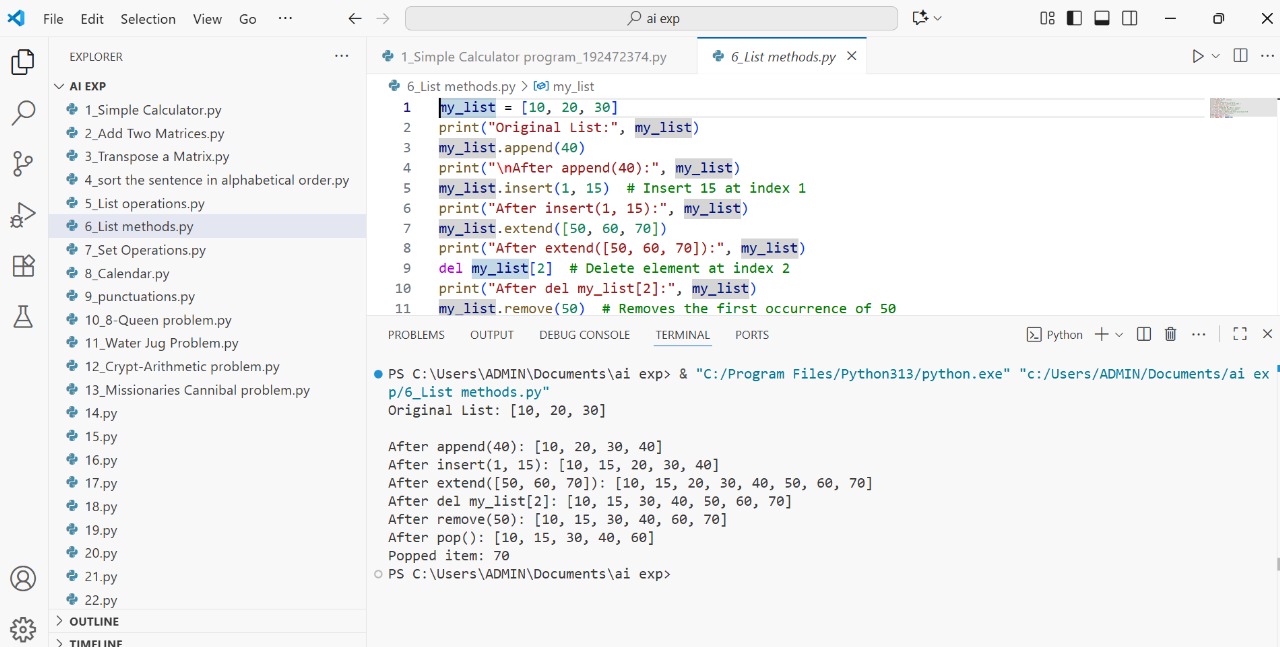 File Edit Selection View Go ··· ai exp
EXPLORER ···
AI EXP
1_Simple Calculator.py
2_Add Two Matrices.py
3_Transpose a Matrix.py
4_sort the sentence in alphabetical order.py
5_List operations.py
6_List methods.py
7_Set Operations.py
8_Calendar.py
9_punctuations.py
10_8-Queen problem.py
11_Water Jug Problem.py
12_Crypt-Arithmetic problem.py
13_Missionaries Cannibal problem.py
14.py
15.py
16.py
17.py
18.py
19.py
20.py
21.py
22.py
OUTLINE
TIMELINE
1_Simple Calculator program_192472374.py 6_List methods.py
6_List methods.py > my_list
1 my_list = [10, 20, 30]
2 print("Original List:", my_list)
3 my_list.append(40)
4 print("\nAfter append(40):", my_list)
5 my_list.insert(1, 15)  # Insert 15 at index 1
6 print("After insert(1, 15):", my_list)
7 my_list.extend([50, 60, 70])
8 print("After extend([50, 60, 70]):", my_list)
9 del my_list[2]  # Delete element at index 2
10 print("After del my_list[2]:", my_list)
11 my_list.remove(50)  # Removes the first occurrence of 50
PROBLEMS OUTPUT DEBUG CONSOLE TERMINAL PORTS Python
PS C:\Users\ADMIN\Documents\ai exp> & "C:/Program Files/Python313/python.exe" "c:/Users/ADMIN/Documents/ai ex
p/6_List methods.py"
Original List: [10, 20, 30]
After append(40): [10, 20, 30, 40]
After insert(1, 15): [10, 15, 20, 30, 40]
After extend([50, 60, 70]): [10, 15, 20, 30, 40, 50, 60, 70]
After del my_list[2]: [10, 15, 30, 40, 50, 60, 70]
After remove(50): [10, 15, 30, 40, 60, 70]
After pop(): [10, 15, 30, 40, 60]
Popped item: 70
PS C:\Users\ADMIN\Documents\ai exp>